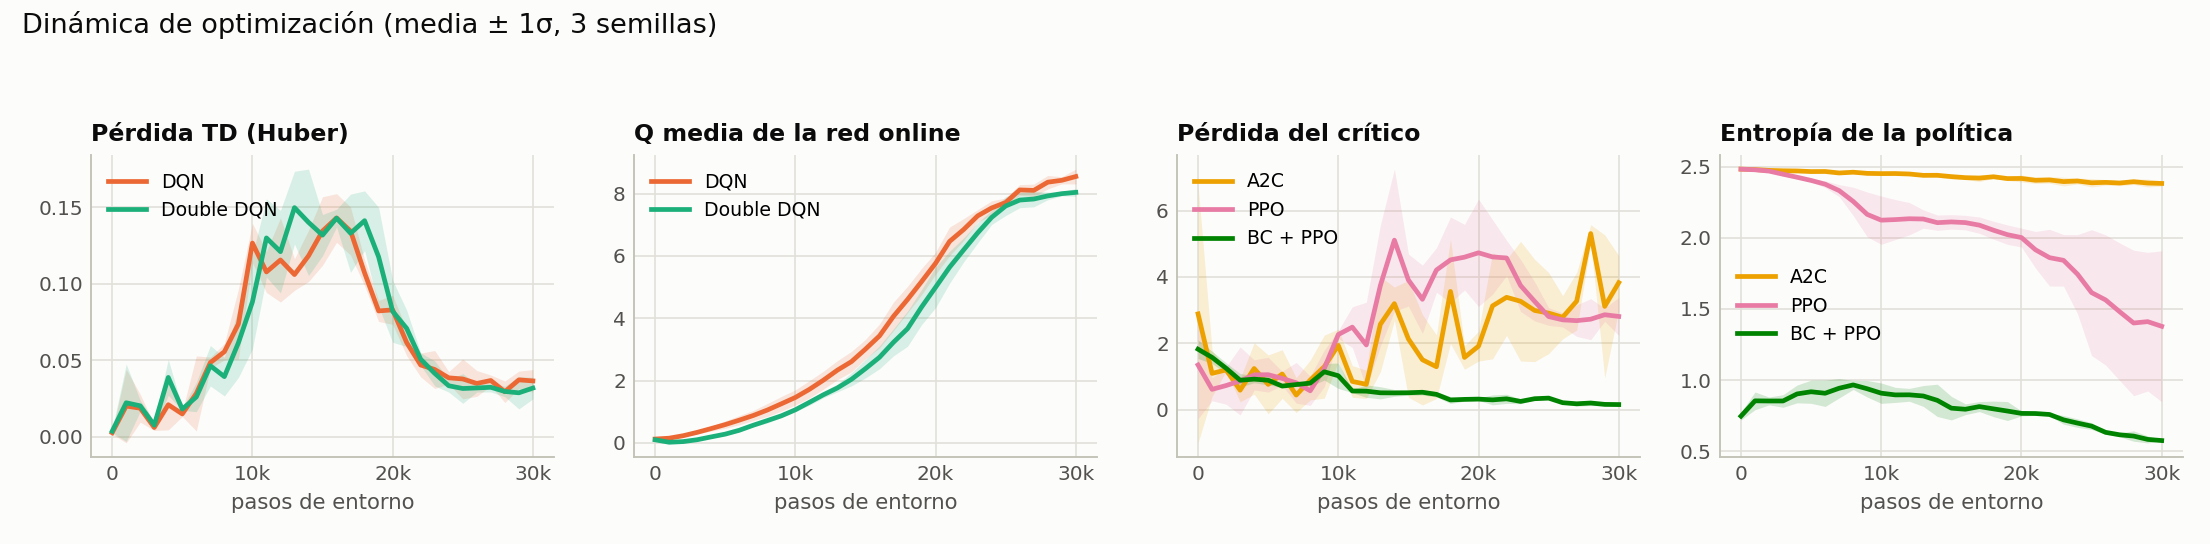 Dinámica de optimización (media ± 1σ, 3 semillas)
Pérdida TD (Huber)
DQN
Double DQN
0.15
0.10
0.05
0.00
0
10k
20k
30k
pasos de entorno
Q media de la red online
DQN
Double DQN
8
6
4
2
0
0
10k
20k
30k
pasos de entorno
Pérdida del crítico
A2C
PPO
BC + PPO
6
4
2
0
0
10k
20k
30k
pasos de entorno
Entropía de la política
2.5
2.0
A2C
PPO
BC + PPO
1.5
1.0
0.5
0
10k
20k
30k
pasos de entorno